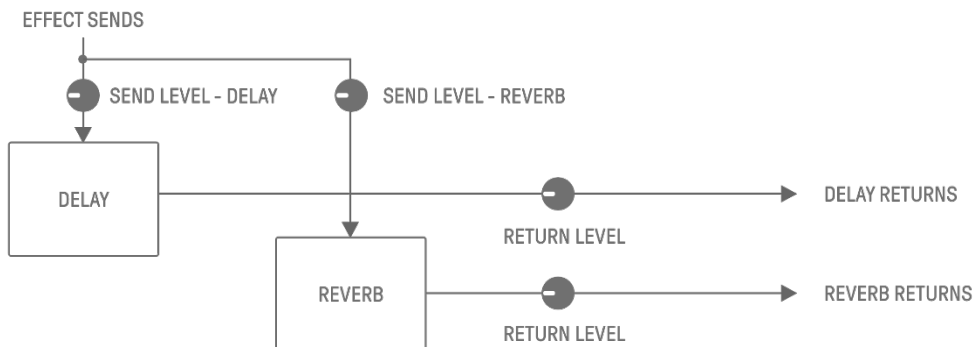 EFFECT SENDS
SEND LEVEL - DELAY
SEND LEVEL - REVERB
DELAY
DELAY RETURNS
RETURN LEVEL
REVERB
REVERB RETURNS
RETURN LEVEL